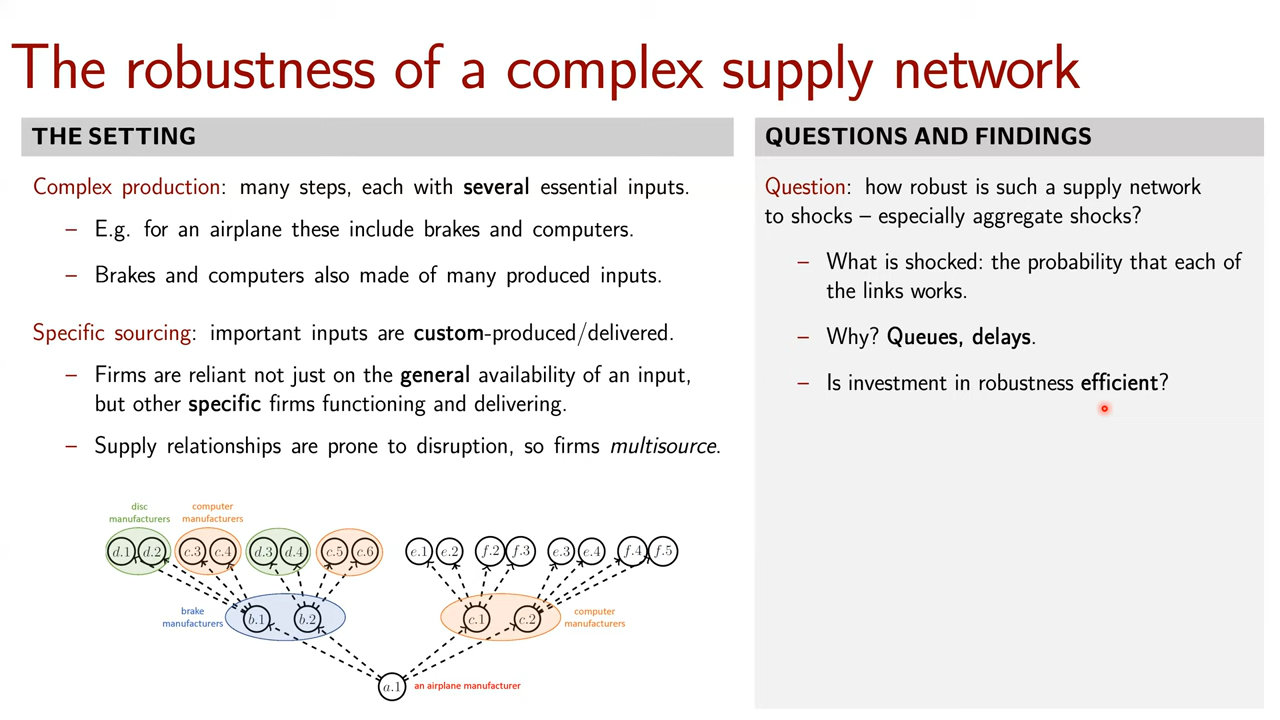 The robustness of a complex supply network
THE SETTING
Complex production: many steps, each with several essential inputs.
– E.g. for an airplane these include brakes and computers.
– Brakes and computers also made of many produced inputs.
Specific sourcing: important inputs are custom-produced/delivered.
– Firms are reliant not just on the general availability of an input,
but other specific firms functioning and delivering.
– Supply relationships are prone to disruption, so firms multisource.
disc
manufacturers
computer
manufacturers
d.1 d.2 c.3 c.4 d.3 d.4 c.5 c.6 e.1 e.2 f.2 f.3 e.3 e.4 f.4 f.5
brake
manufacturers
b.1 b.2 c.1 c.2
computer
manufacturers
a.1 an airplane manufacturer
QUESTIONS AND FINDINGS
Question: how robust is such a supply network
to shocks – especially aggregate shocks?
– What is shocked: the probability that each of
the links works.
– Why? Queues, delays.
– Is investment in robustness efficient?